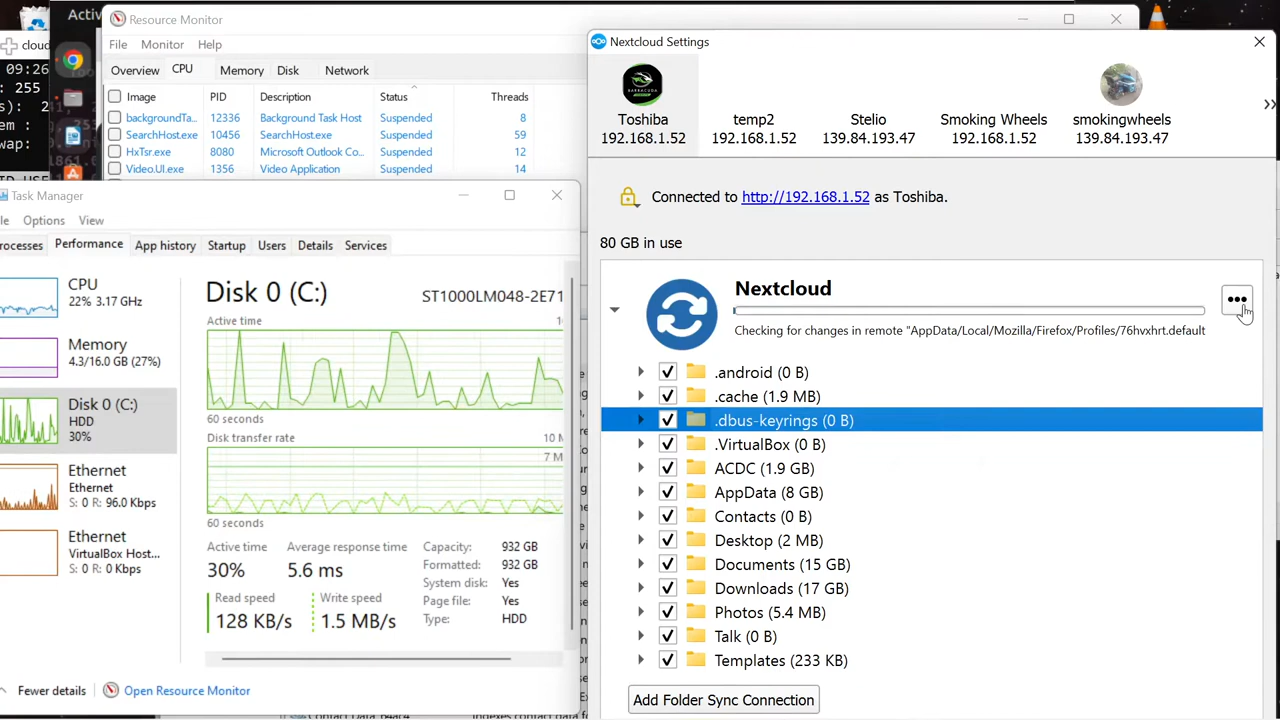 Activ
Resource Monitor
File Monitor Help
Overview CPU Memory Disk Network
Image PID Description Status Threads
backgroundTa... 12336 Background Task Host Suspended 8
SearchHost.exe 10456 SearchHost.exe Suspended 59
HxTsr.exe 8080 Microsoft Outlook Co... Suspended 12
Video.UI.exe 1356 Video Application Suspended 14
cloud
09:26
: 255
Task Manager
Options View
rocesses Performance App history Startup Users Details Services
CPU
22% 3.17 GHz
Memory
4.3/16.0 GB (27%)
Disk 0 (C:)
HDD
30%
Ethernet
Ethernet
S: 0 R: 96.0 Kbps
Ethernet
VirtualBox Host...
S: 0 R: 0 Kbps
Disk 0 (C:) ST1000LM048-2E71
Active time
60 seconds
Disk transfer rate 10 M
7 M
60 seconds
Active time
30%
Average response time
5.6 ms
Read speed
128 KB/s
Write speed
1.5 MB/s
Capacity: 932 GB
Formatted: 932 GB
System disk: Yes
Page file: Yes
Type: HDD
Fewer details Open Resource Monitor
Nextcloud Settings
BARRACUDA
Toshiba
192.168.1.52
temp2
192.168.1.52
Stelio
139.84.193.47
Smoking Wheels
192.168.1.52
smokingwheels
139.84.193.47
Connected to http://192.168.1.52 as Toshiba.
80 GB in use
Nextcloud
Checking for changes in remote "AppData/Local/Mozilla/Firefox/Profiles/76hvxhrt.default
.android (0 B)
.cache (1.9 MB)
.dbus-keyrings (0 B)
.VirtualBox (0 B)
ACDC (1.9 GB)
AppData (8 GB)
Contacts (0 B)
Desktop (2 MB)
Documents (15 GB)
Downloads (17 GB)
Photos (5.4 MB)
Talk (0 B)
Templates (233 KB)
Add Folder Sync Connection